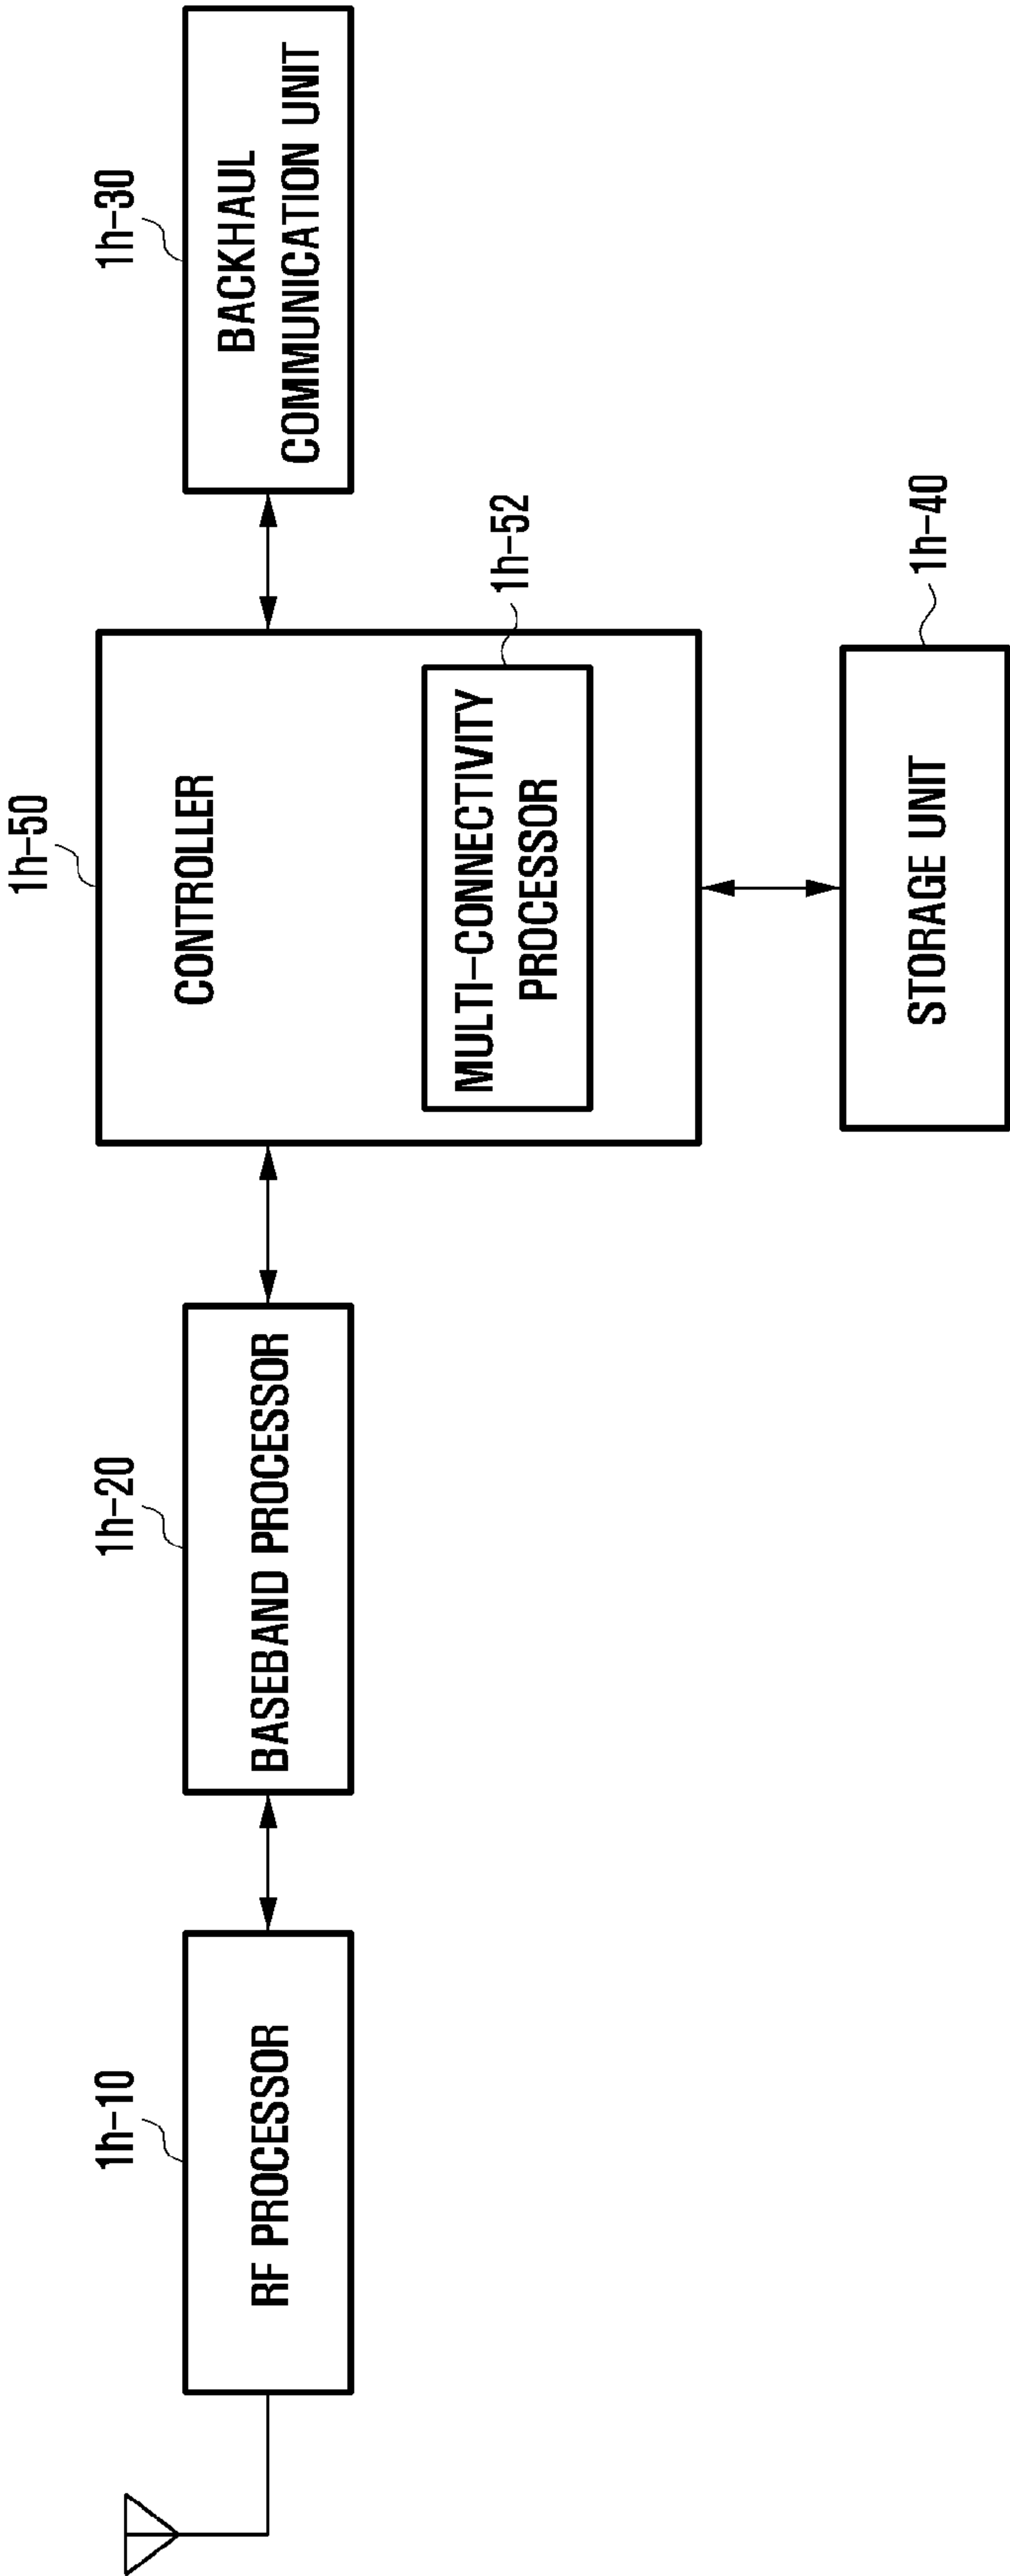 1h-50
1h-10
1h-20
1h-30
RF PROCESSOR
BASEBAND PROCESSOR
CONTROLLER
BACKHAUL
COMMUNICATION UNIT
1h-52
MULTI-CONNECTIVITY
PROCESSOR
1h-40
STORAGE UNIT